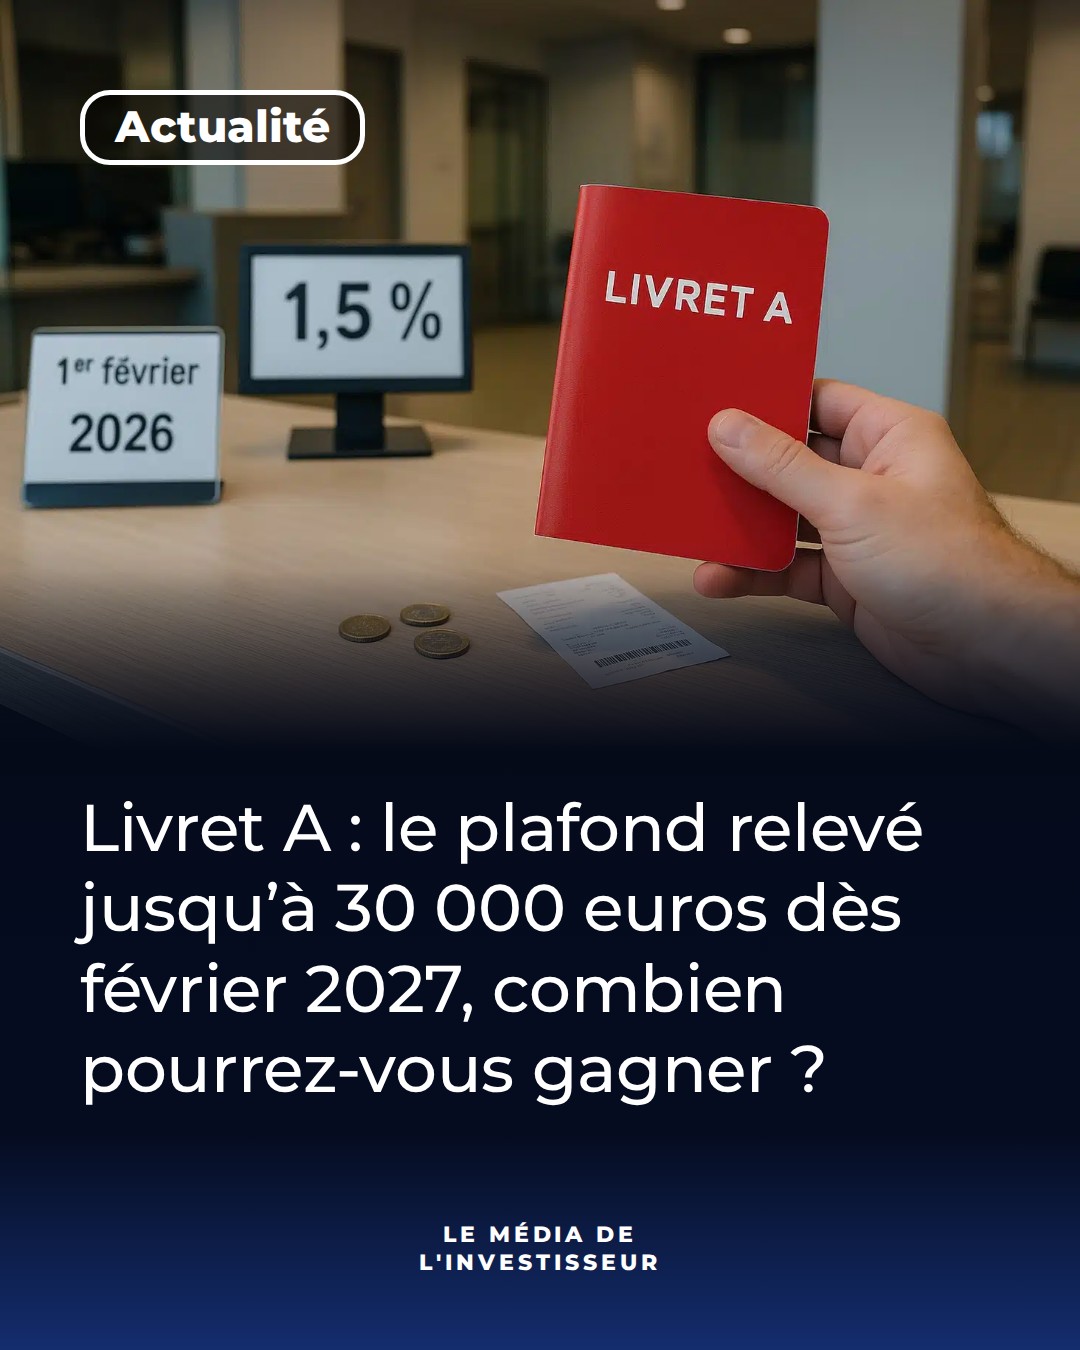 Actualité
1,5 %
1er février
2026
LIVRET A
Livret A : le plafond relevé
jusqu’à 30 000 euros dès
février 2027, combien
pourrez-vous gagner ?
LE MÉDIA DE
L'INVESTISSEUR